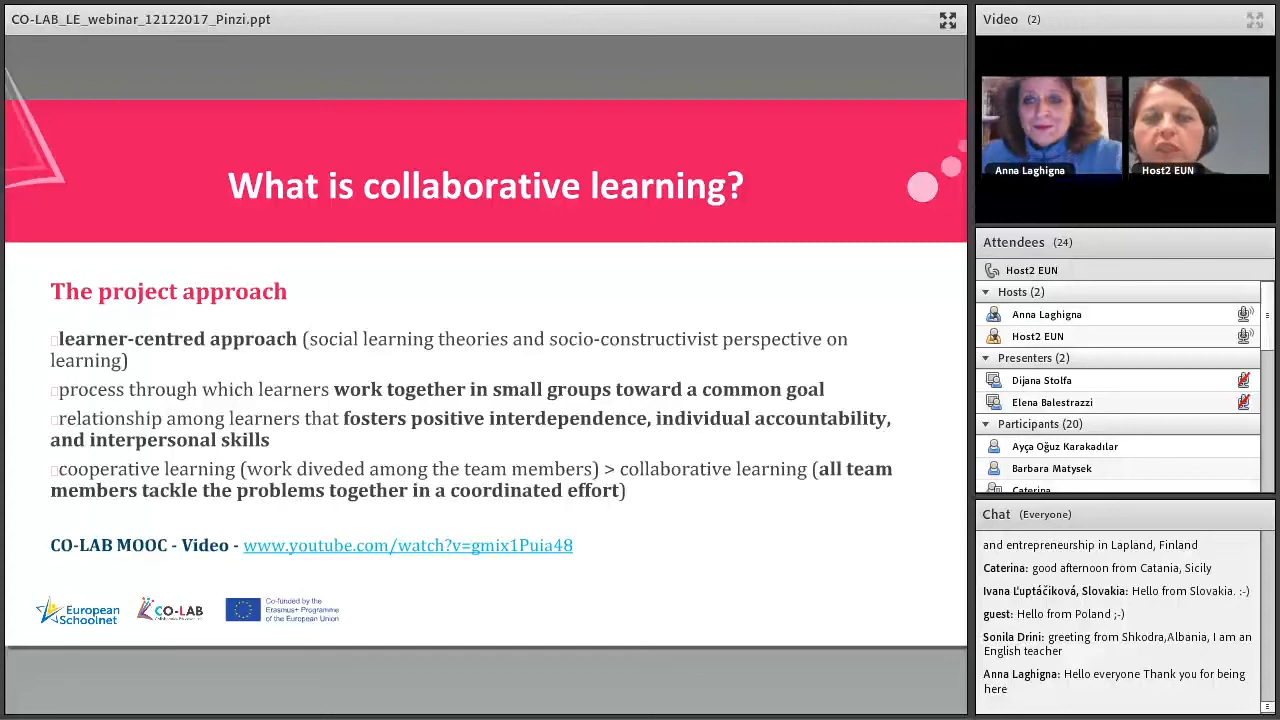 CO-LAB_LE_webinar_12122017_Pinzi.ppt
What is collaborative learning?
The project approach
learner-centred approach (social learning theories and socio-constructivist perspective on
learning)
process through which learners work together in small groups toward a common goal
relationship among learners that fosters positive interdependence, individual accountability,
and interpersonal skills
cooperative learning (work diveded among the team members) > collaborative learning (all team
members tackle the problems together in a coordinated effort)
CO-LAB MOOC - Video - www.youtube.com/watch?v=gmix1Puia48
European
Schoolnet
CO-LAB
Co-funded by the
Erasmus+ Programme
of the European Union
Video (2)
Anna Laghigna
Host2 EUN
Attendees (24)
Host2 EUN
Hosts (2)
Anna Laghigna
Host2 EUN
Presenters (2)
Dijana Stolfa
Elena Balestrazzi
Participants (20)
Ayça Oğuz Karakadılar
Barbara Matysek
Caterina
Chat (Everyone)
and entrepreneurship in Lapland, Finland
Caterina: good afternoon from Catania, Sicily
Ivana Ľuptáčiková, Slovakia: Hello from Slovakia. :-)
guest: Hello from Poland ;-)
Sonila Drini: greeting from Shkodra,Albania, I am an
English teacher
Anna Laghigna: Hello everyone Thank you for being
here